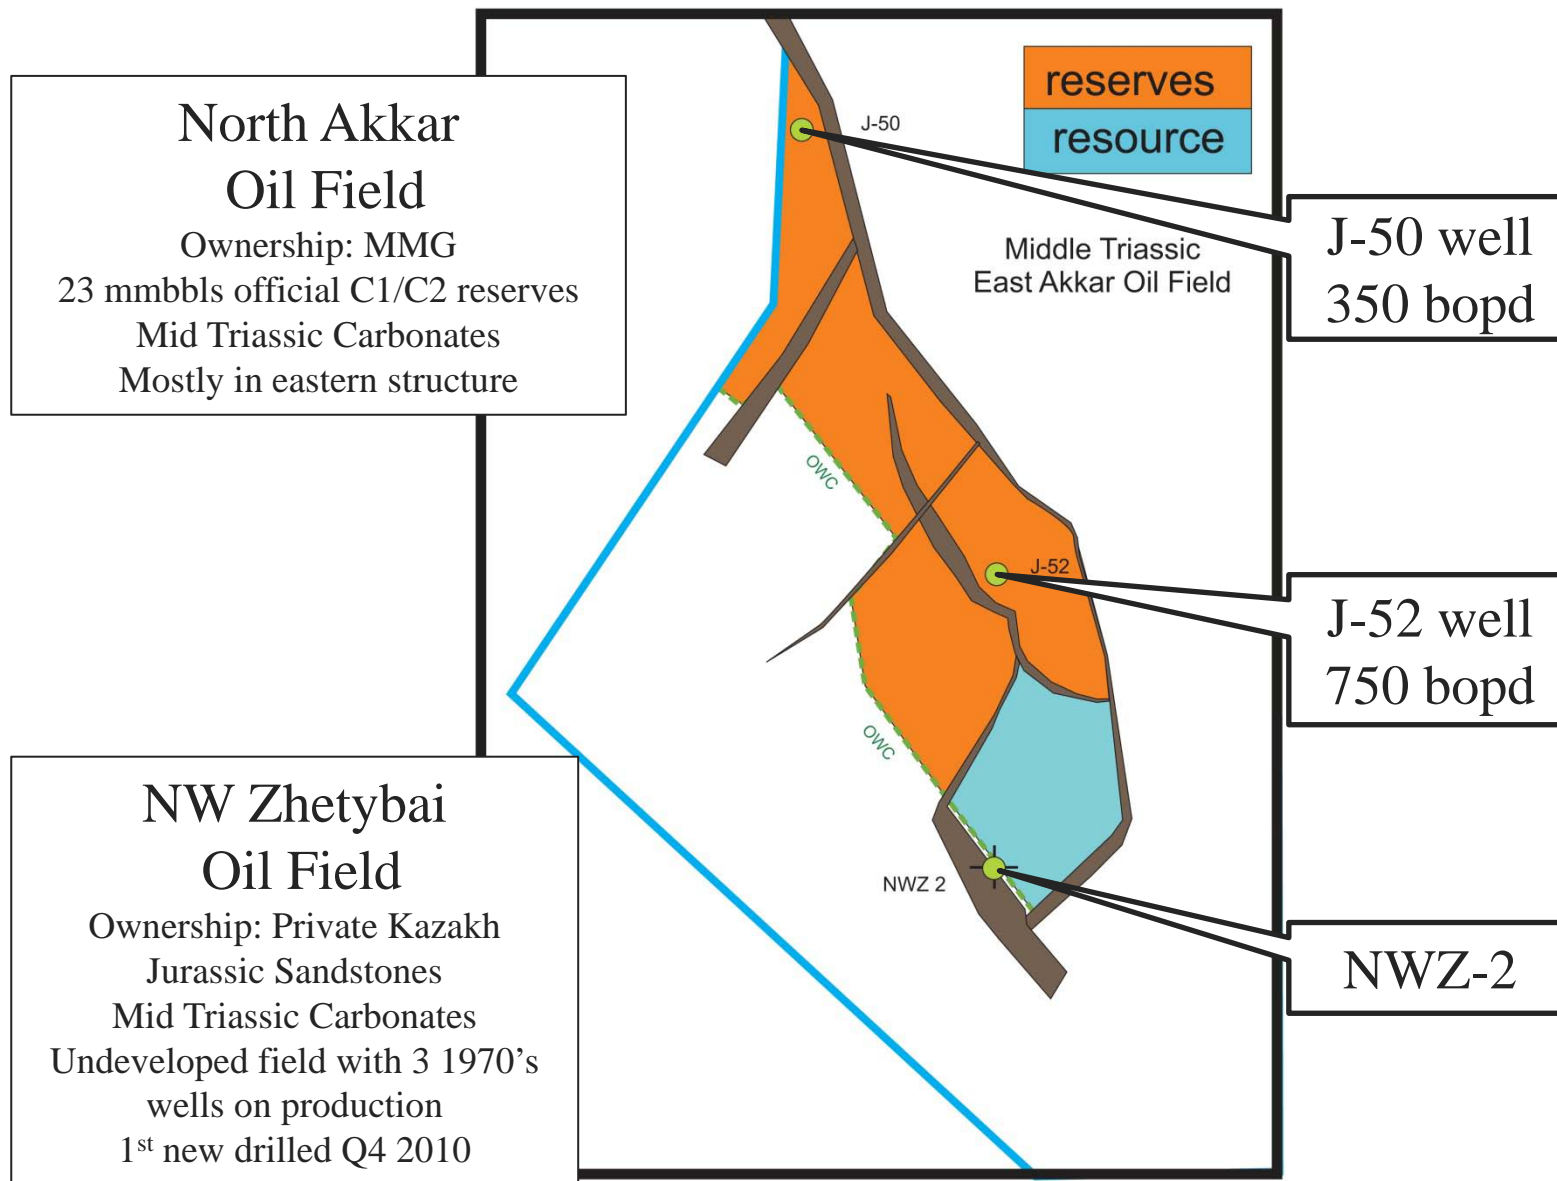 North Akkar
Oil Field
Ownership: MMG
23 mmbbls official C1/C2 reserves
Mid Triassic Carbonates
Mostly in eastern structure
reserves
resource
J-50
Middle Triassic
East Akkar Oil Field
J-50 well
350 bopd
OWC
J-52
J-52 well
750 bopd
OWC
NW Zhetybai
Oil Field
Ownership: Private Kazakh
Jurassic Sandstones
Mid Triassic Carbonates
Undeveloped field with 3 1970’s
wells on production
1st new drilled Q4 2010
NWZ 2
NWZ-2